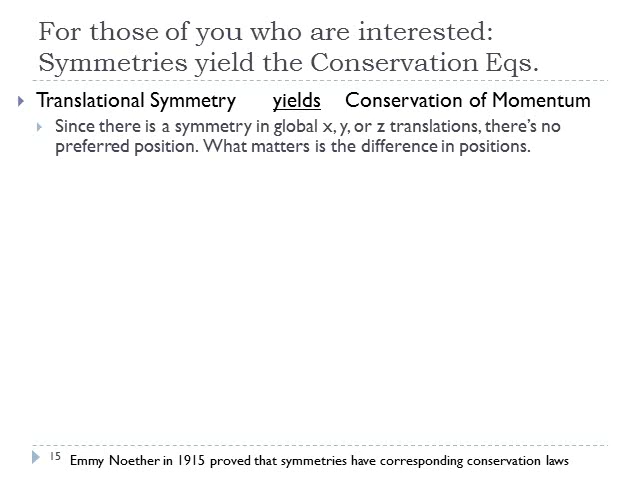 For those of you who are interested:
Symmetries yield the Conservation Eqs.
Translational Symmetry yields Conservation of Momentum
Since there is a symmetry in global x, y, or z translations, there's no
preferred position. What matters is the difference in positions.
15 Emmy Noether in 1915 proved that symmetries have corresponding conservation laws